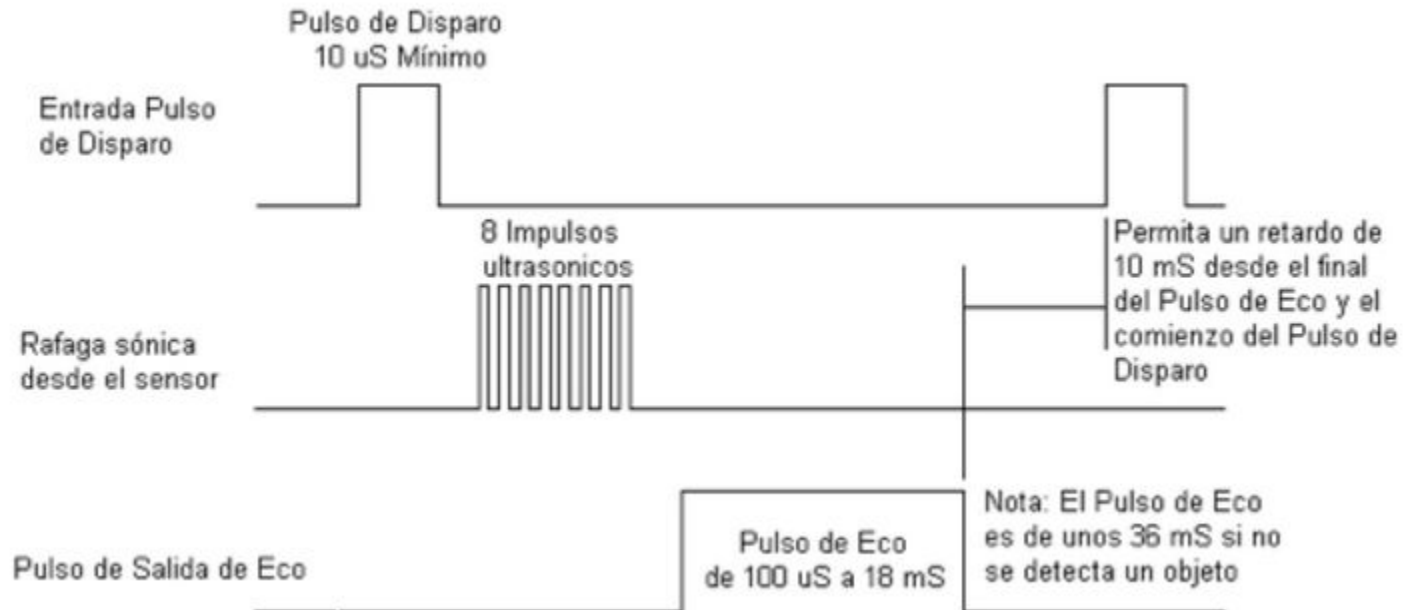 Pulso de Disparo
10 uS Mínimo
Entrada Pulso
de Disparo
8 Impulsos
ultrasonicos
Permita un retardo de
10 mS desde el final
del Pulso de Eco y el
comienzo del Pulso de
Disparo
Rafaga sónica
desde el sensor
Pulso de Eco
de 100 uS a 18 mS
Nota: El Pulso de Eco
es de unos 36 mS si no
se detecta un objeto
Pulso de Salida de Eco